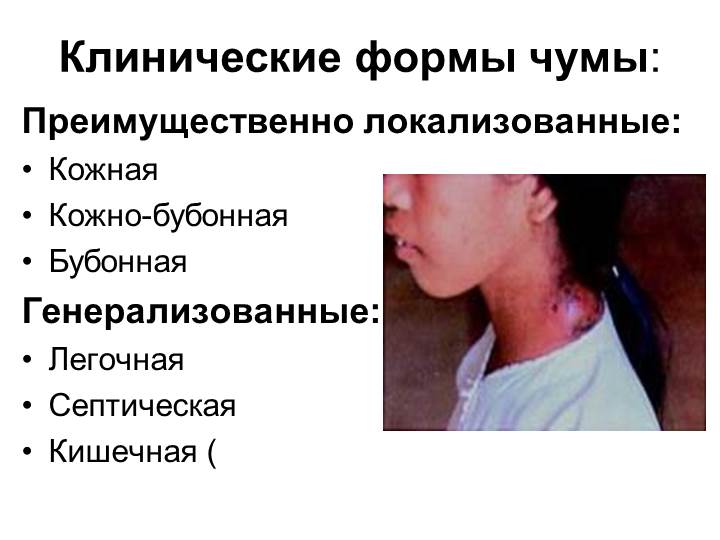 Клинические формы чумы:
Преимущественно локализованные:
• Кожная
• Кожно-бубонная
• Бубонная
Генерализованные:
• Легочная
• Септическая
• Кишечная (